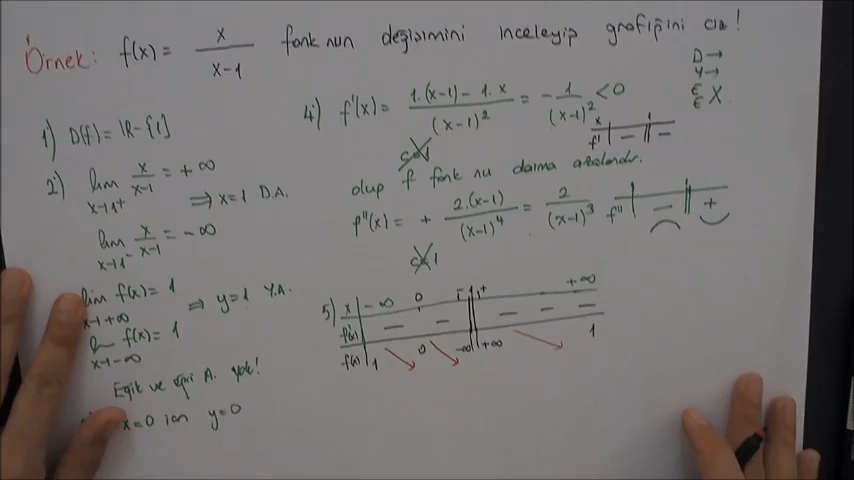 Örnek: f(x) = x / x-1 fonk nun değişimini inceleyip grafiğini çiz!
D →
Y →
E
E X
1) D(f) = IR - {1}
2) lim x→1+ x/x-1 = +∞
⇒ x=1 D.A.
lim x→1- x/x-1 = -∞
lim x→+∞ f(x) = 1
⇒ y=1 Y.A.
lim x→-∞ f(x) = 1
Eğik ve eğri A. yok!
x=0 için y=0
4) f'(x) = 1.(x-1) - 1.x / (x-1)² = - 1 / (x-1)² < 0
x 1
f' - -
olup f fonk nu daima azalandır.
f''(x) = + 2.(x-1) / (x-1)⁴ = 2 / (x-1)³
f'' - +
5) x -∞ 0 1- 1+ +∞
f'(x) - - - - -
f(x) 1 0 -∞ +∞ 1